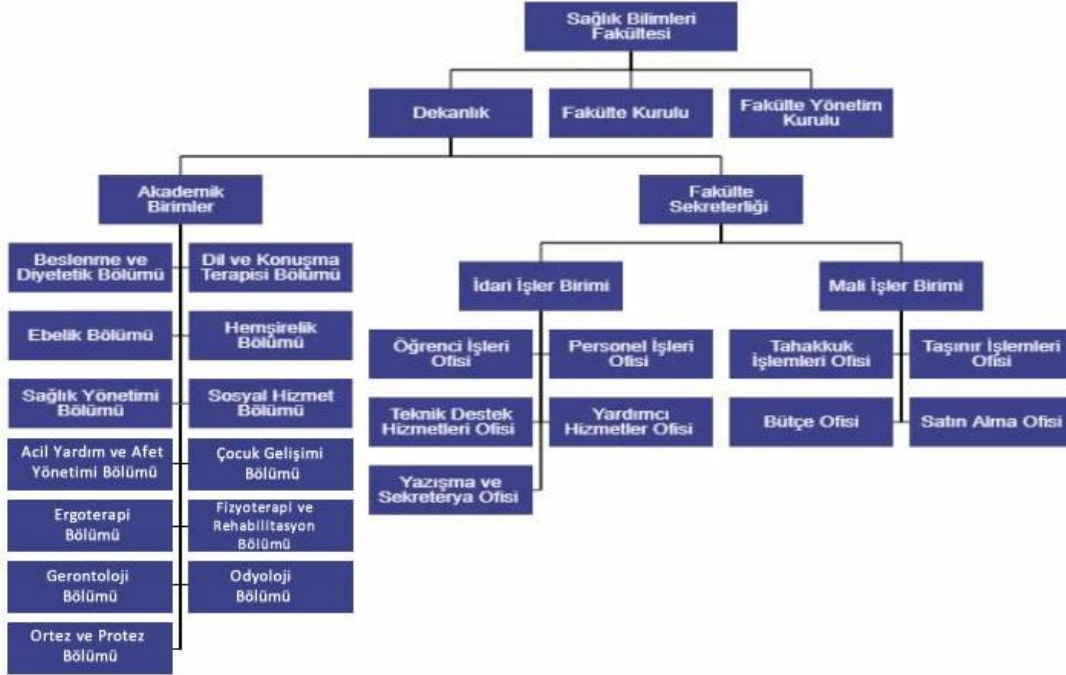 Sağlık Bilimleri
Fakültesi
Dekanlık
Fakülte Kurulu
Fakülte Yönetim
Kurulu
Akademik
Birimler
Fakülte
Sekreterliği
Beslenme ve
Diyetetik Bölümü
Dil ve Konuşma
Terapisi Bölümü
Ebelik Bölümü
Hemşirelik
Bölümü
Sağlık Yönetimi
Bölümü
Sosyal Hizmet
Bölümü
Acil Yardım ve Afet
Yönetimi Bölümü
Çocuk Gelişimi
Bölümü
Ergoterapi
Bölümü
Fizyoterapi ve
Rehabilitasyon
Bölümü
Gerontoloji
Bölümü
Odyoloji
Bölümü
Ortez ve Protez
Bölümü
İdari İşler Birimi
Mali İşler Birimi
Öğrenci İşleri
Ofisi
Personel İşleri
Ofisi
Teknik Destek
Hizmetleri Ofisi
Yardımcı
Hizmetler Ofisi
Yazışma ve
Sekreterya Ofisi
Tahakkuk
İşlemleri Ofisi
Taşınır İşlemleri
Ofisi
Bütçe Ofisi
Satın Alma Ofisi